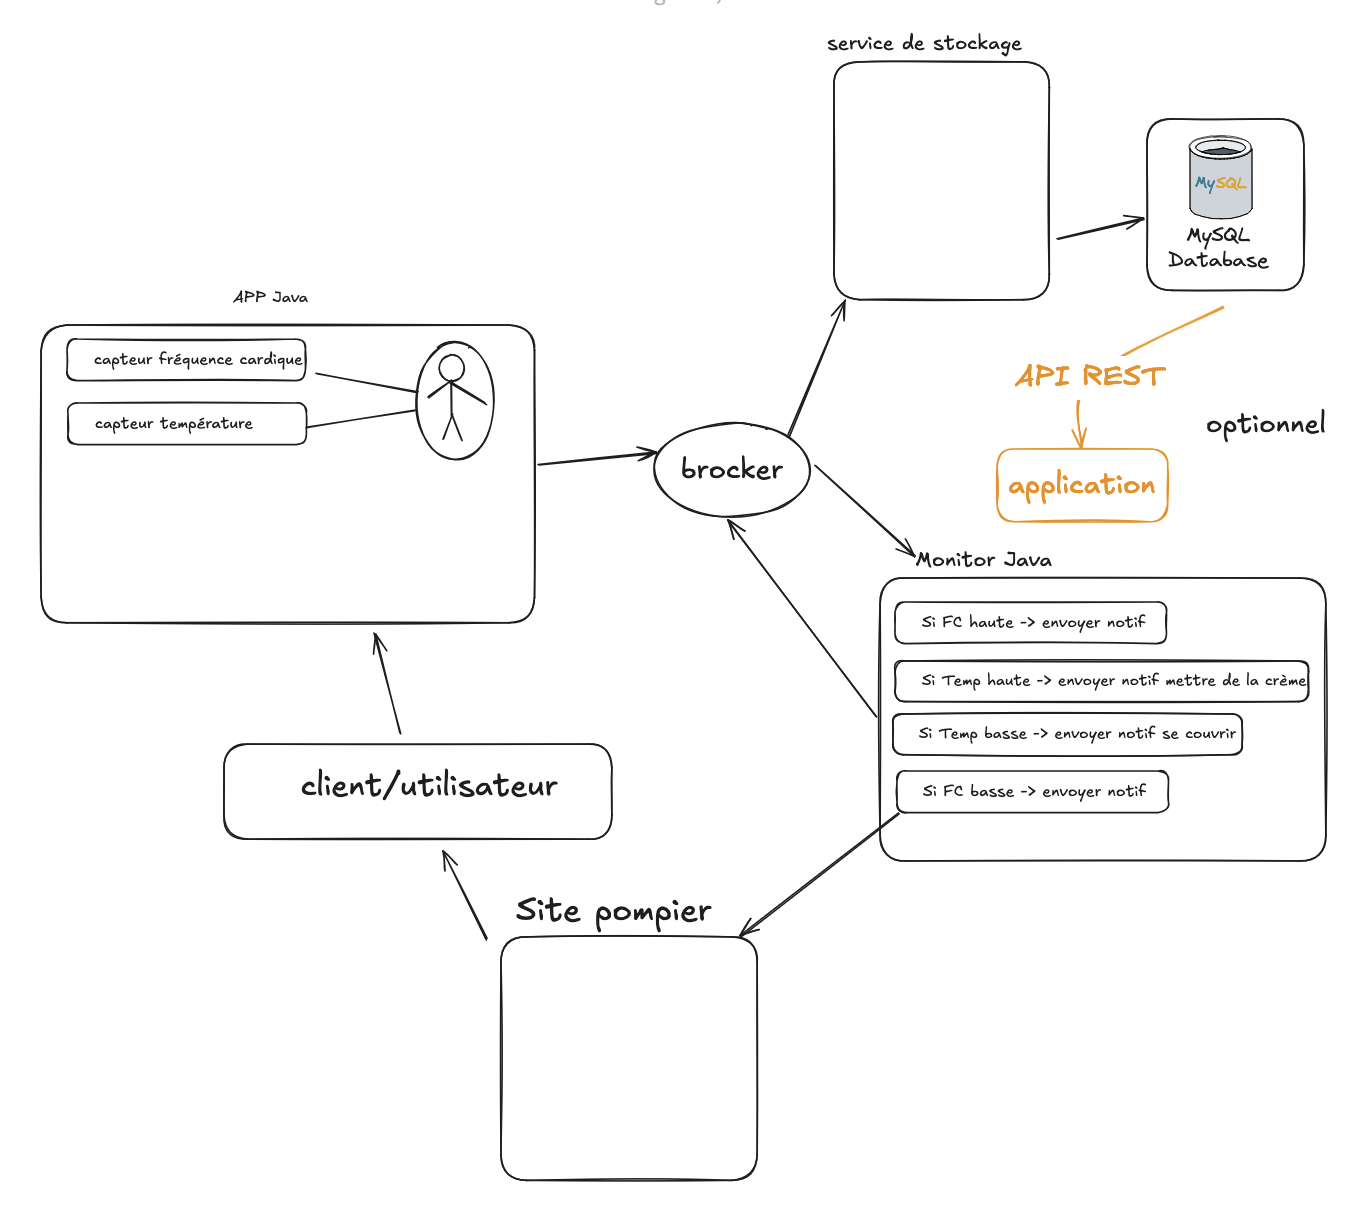 service de stockage
MySQL
MySQL
Database
APP Java
capteur fréquence cardique
capteur température
API REST
optionnel
brocker
application
Monitor Java
Si FC haute -> envoyer notif
Si Temp haute -> envoyer notif mettre de la crème
Si Temp basse -> envoyer notif se couvrir
Si FC basse -> envoyer notif
client/utilisateur
Site pompier